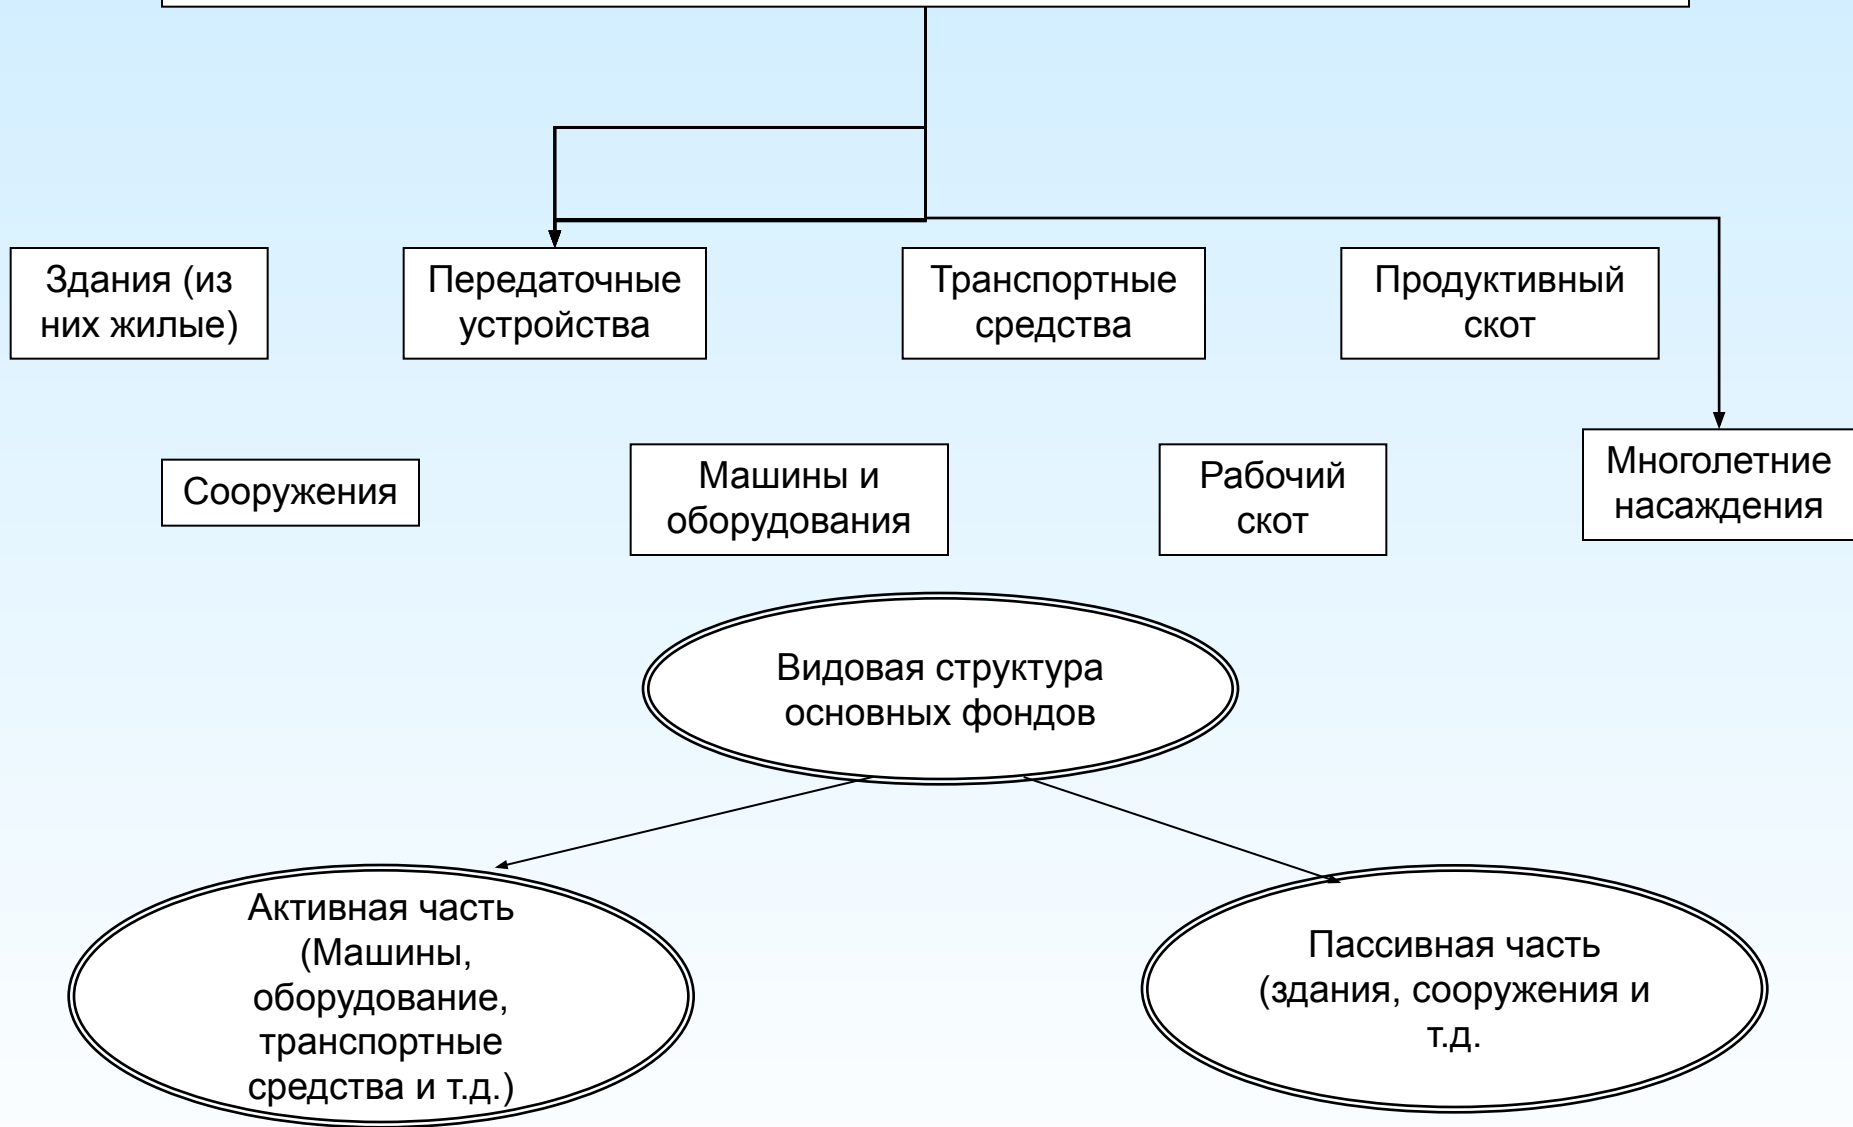 Здания (из
них жилые)
Передаточные
устройства
Транспортные
средства
Продуктивный
скот
Сооружения
Машины и
оборудования
Рабочий
скот
Многолетние
насаждения
Видовая структура
основных фондов
Активная часть
(Машины,
оборудование,
транспортные
средства и т.д.)
Пассивная часть
(здания, сооружения и
т.д.